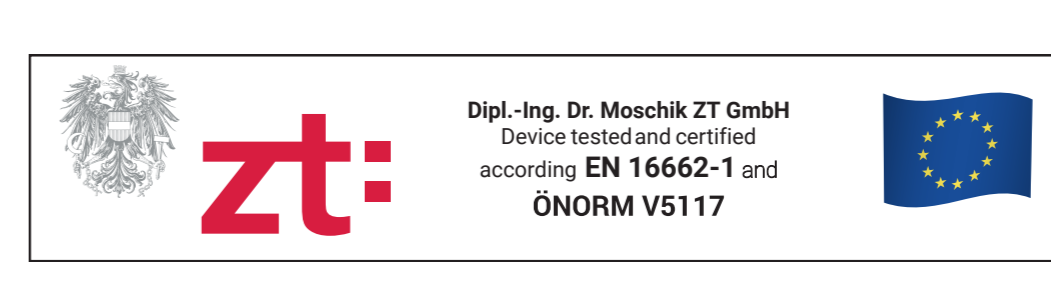 zt:
Dipl.-Ing. Dr. Moschik ZT GmbH
Device tested and certified
according EN 16662-1 and
ÖNORM V5117